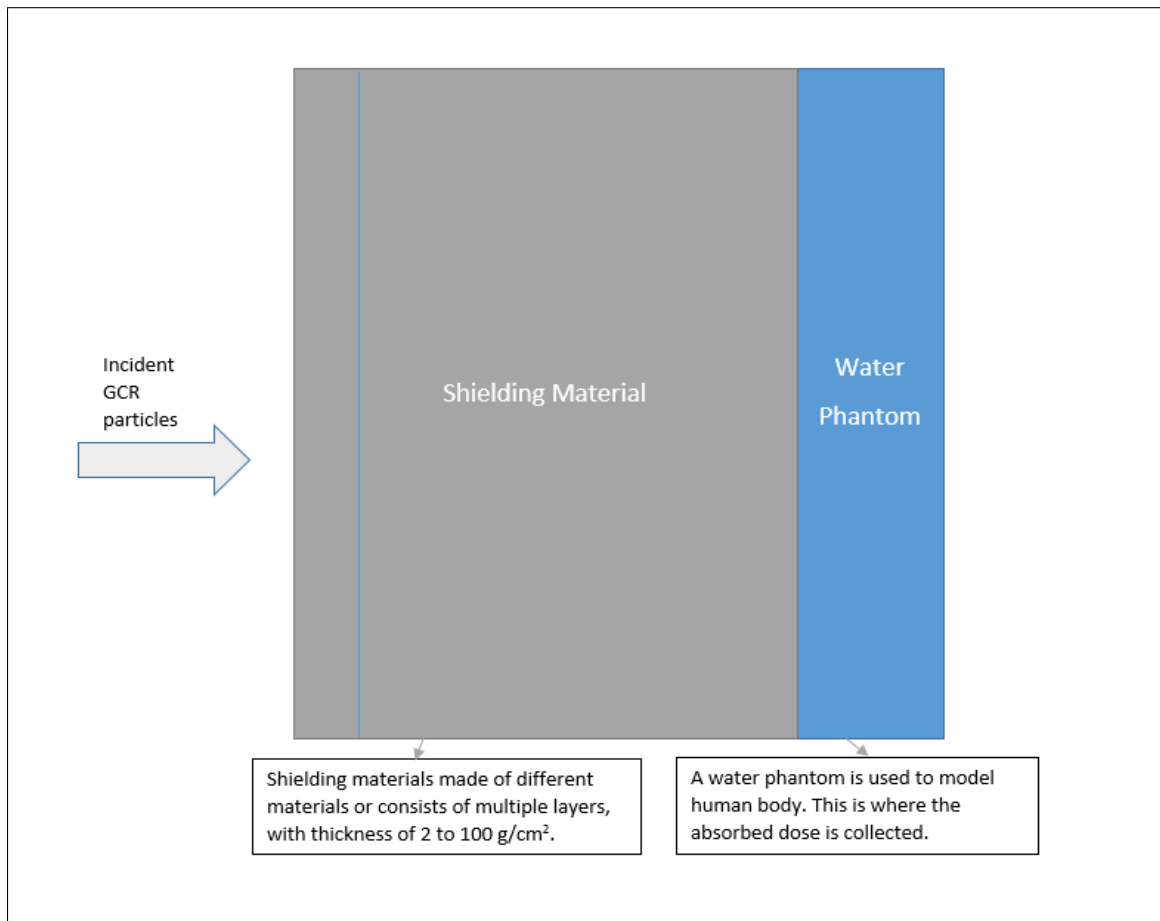 Incident
GCR
particles
Shielding Material
Water
Phantom
Shielding materials made of different
materials or consists of multiple layers,
with thickness of 2 to 100 g/cm².
A water phantom is used to model
human body. This is where the
absorbed dose is collected.